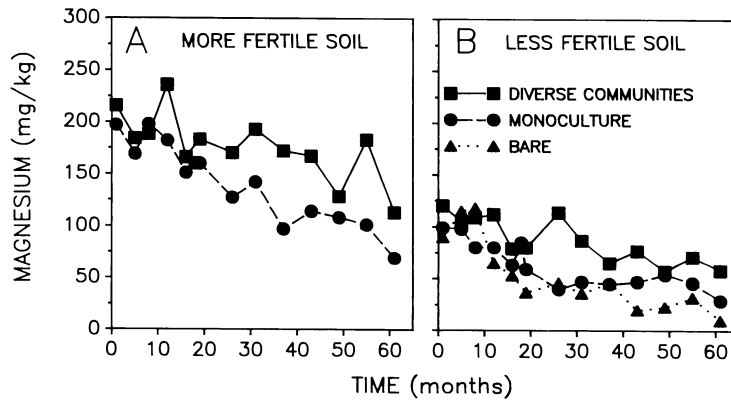 A MORE FERTILE SOIL
B LESS FERTILE SOIL
DIVERSE COMMUNITIES
MONOCULTURE
BARE
MAGNESIUM (mg/kg)
300
250
200
150
100
50
0
0 10 20 30 40 50 60
0 10 20 30 40 50 60
TIME (months)